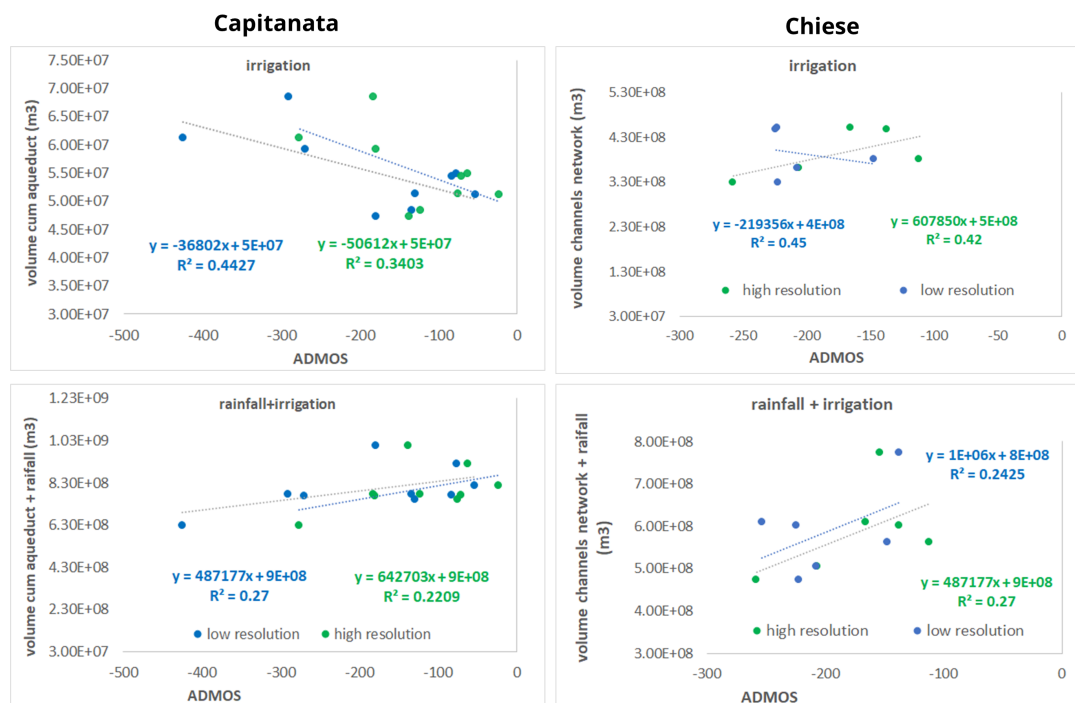 Capitanata
Chiese
irrigation
volume cum aqueduct (m3)
7.50E+07
7.00E+07
6.50E+07
6.00E+07
5.50E+07
5.00E+07
4.50E+07
4.00E+07
3.50E+07
3.00E+07
y = -36802x + 5E+07
R² = 0.4427
y = -50612x + 5E+07
R² = 0.3403
-500
-400
-300
-200
-100
0
ADMOS
irrigation
volume channels network (m3)
5.30E+08
4.30E+08
3.30E+08
2.30E+08
1.30E+08
3.00E+07
y = -219356x + 4E+08
R² = 0.45
y = 607850x + 5E+08
R² = 0.42
high resolution
low resolution
-300
-250
-200
-150
-100
-50
0
ADMOS
rainfall+irrigation
volume cum aqueduct + raifall (m3)
1.23E+09
1.03E+09
8.30E+08
6.30E+08
4.30E+08
2.30E+08
3.00E+07
y = 487177x + 9E+08
R² = 0.27
y = 642703x + 9E+08
R² = 0.2209
low resolution
high resolution
-500
-400
-300
-200
-100
0
ADMOS
rainfall + irrigation
volume channels network + raifall
(m3)
8.00E+08
7.00E+08
6.00E+08
5.00E+08
4.00E+08
3.00E+08
y = 1E+06x + 8E+08
R² = 0.2425
y = 487177x + 9E+08
R² = 0.27
high resolution
low resolution
-300
-200
-100
0
ADMOS